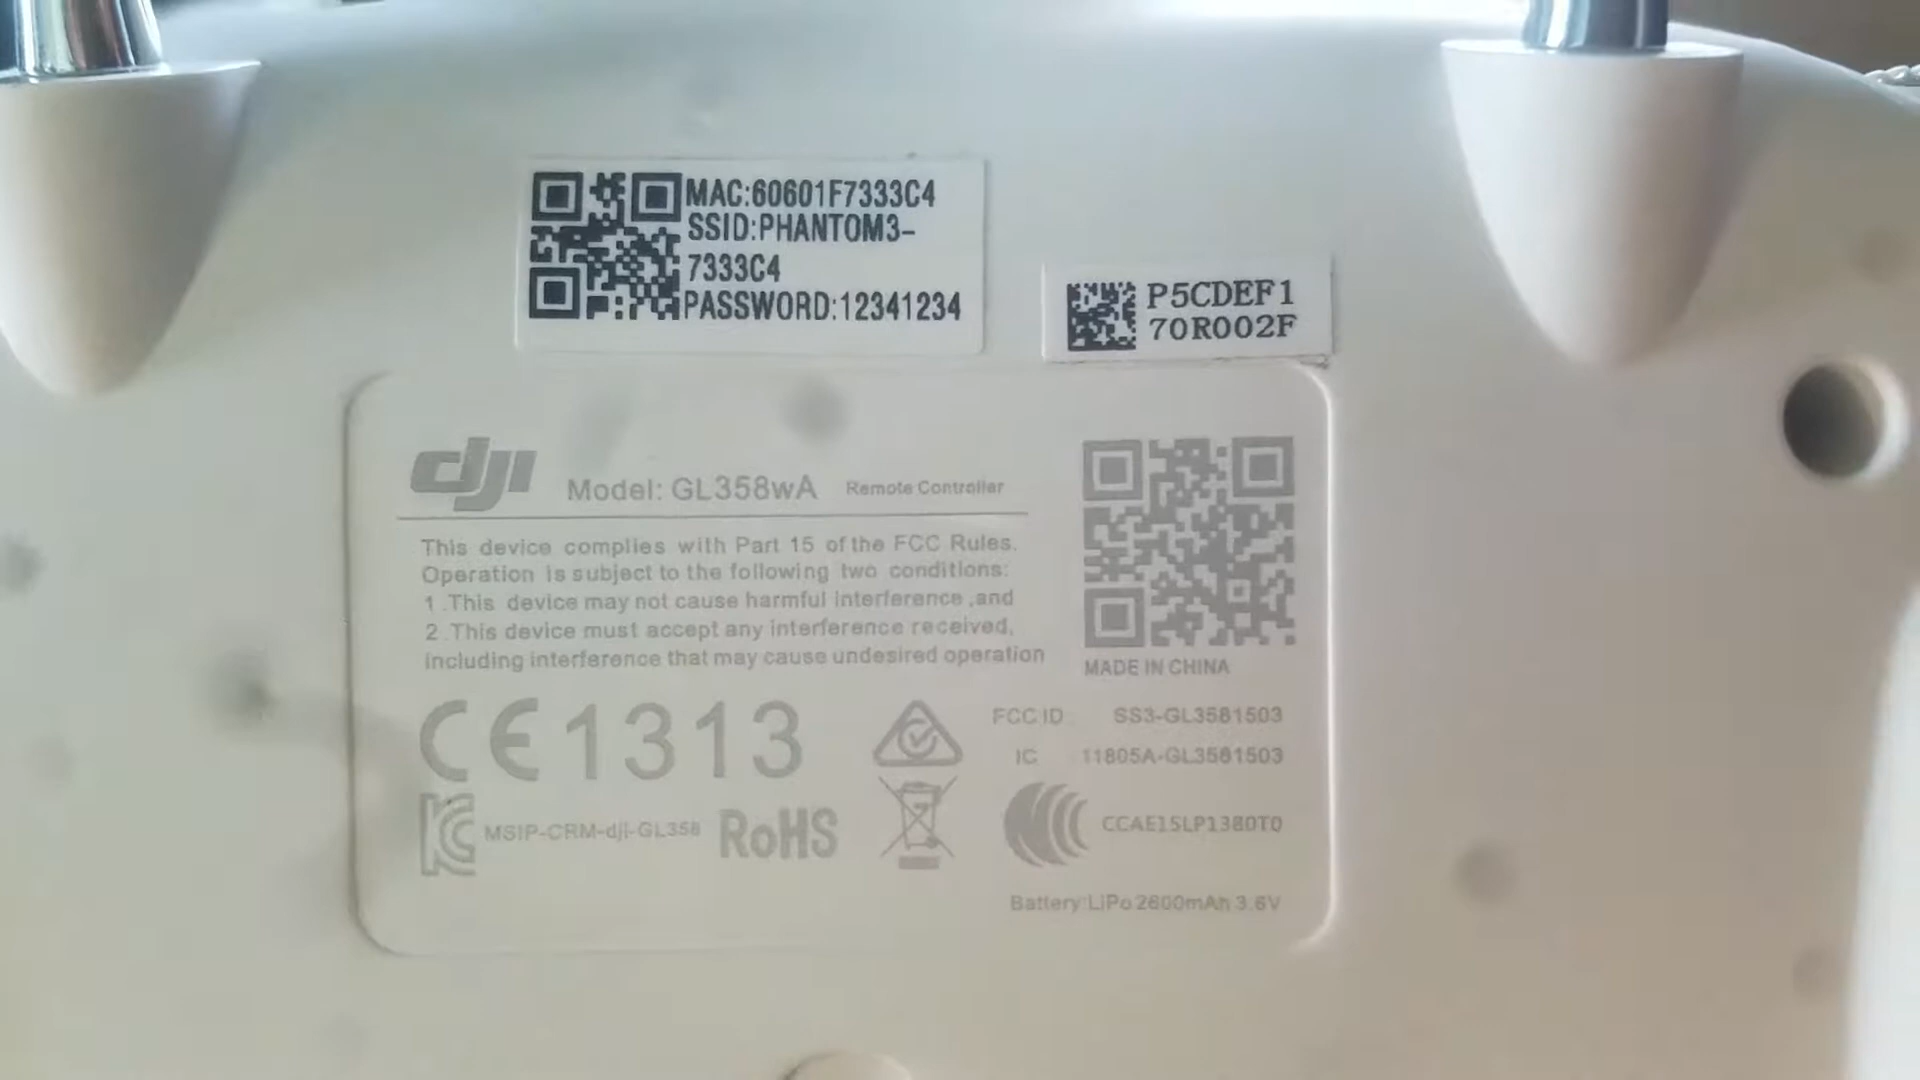 MAC:60601F7333C4
SSID:PHANTOM3-
7333C4
PASSWORD:12341234
P5CDEF1
70R002F
dji Model: GL358wA Remote Controller
This device complies with Part 15 of the FCC Rules.
Operation is subject to the following two conditions:
1 .This device may not cause harmful interference ,and
2 .This device must accept any interference received,
including interference that may cause undesired operation
MADE IN CHINA
CE1313
FCC ID: SS3-GL3581503
IC 11805A-GL3581503
MSIP-CRM-dji-GL358
RoHS
CCAE15LP1380T0
Battery:LiPo 2600mAh 3.6V